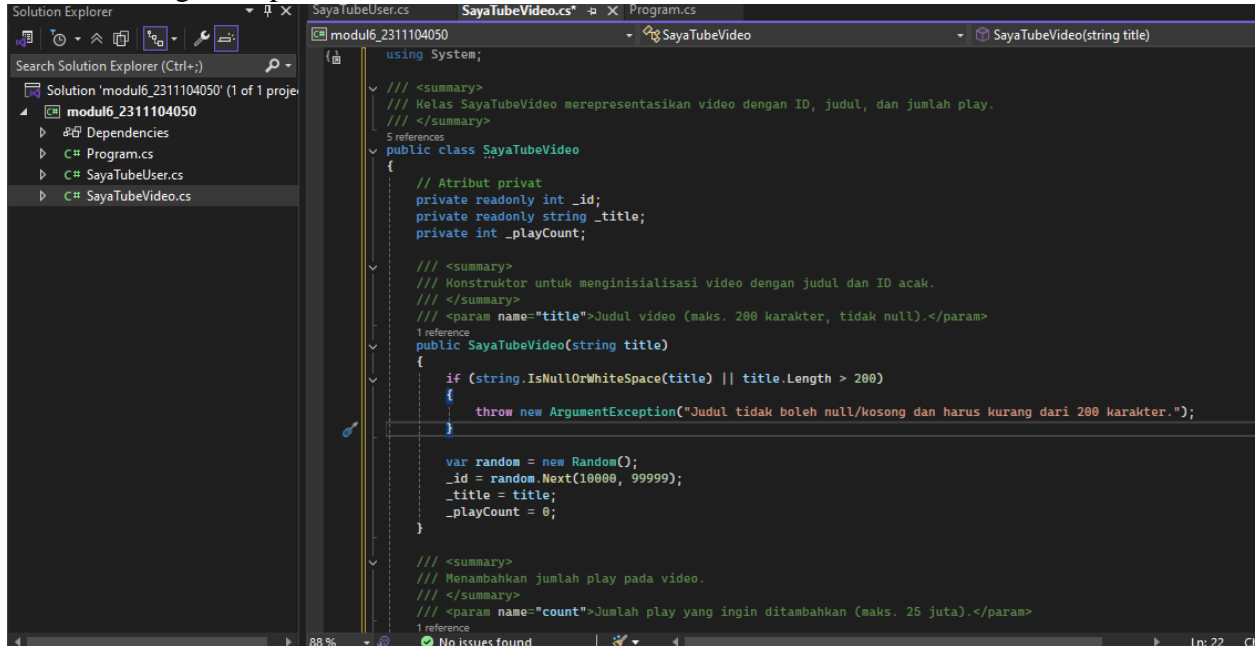 Solution Explorer
Search Solution Explorer (Ctrl+;)
Solution 'modul6_2311104050' (1 of 1 proje
modul6_2311104050
Dependencies
C# Program.cs
C# SayaTubeUser.cs
C# SayaTubeVideo.cs
SayaTubeUser.cs SayaTubeVideo.cs* Program.cs
modul6_2311104050 SayaTubeVideo SayaTubeVideo(string title)
using System;
/// <summary>
/// Kelas SayaTubeVideo merepresentasikan video dengan ID, judul, dan jumlah play.
/// </summary>
5 references
public class SayaTubeVideo
{
// Atribut privat
private readonly int _id;
private readonly string _title;
private int _playCount;
/// <summary>
/// Konstruktor untuk menginisialisasi video dengan judul dan ID acak.
/// </summary>
/// <param name="title">Judul video (maks. 200 karakter, tidak null).</param>
1 reference
public SayaTubeVideo(string title)
{
if (string.IsNullOrWhiteSpace(title) || title.Length > 200)
{
throw new ArgumentException("Judul tidak boleh null/kosong dan harus kurang dari 200 karakter.");
}
var random = new Random();
_id = random.Next(10000, 99999);
_title = title;
_playCount = 0;
}
/// <summary>
/// Menambahkan jumlah play pada video.
/// </summary>
/// <param name="count">Jumlah play yang ingin ditambahkan (maks. 25 juta).</param>
1 reference
88 % No issues found Ln: 22